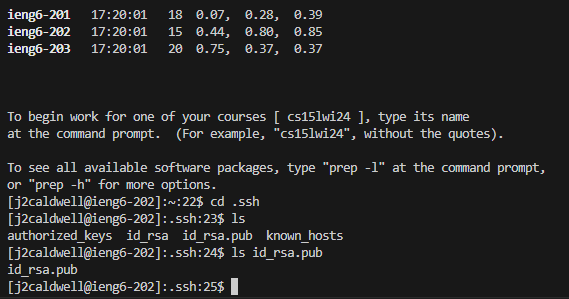 ieng6-201   17:20:01   18  0.07,  0.28,  0.39
ieng6-202   17:20:01   15  0.44,  0.80,  0.85
ieng6-203   17:20:01   20  0.75,  0.37,  0.37
To begin work for one of your courses [ cs15lwi24 ], type its name
at the command prompt.  (For example, "cs15lwi24", without the quotes).
To see all available software packages, type "prep -l" at the command prompt,
or "prep -h" for more options.
[j2caldwell@ieng6-202]:~:22$ cd .ssh
[j2caldwell@ieng6-202]:.ssh:23$ ls
authorized_keys  id_rsa  id_rsa.pub  known_hosts
[j2caldwell@ieng6-202]:.ssh:24$ ls id_rsa.pub
id_rsa.pub
[j2caldwell@ieng6-202]:.ssh:25$